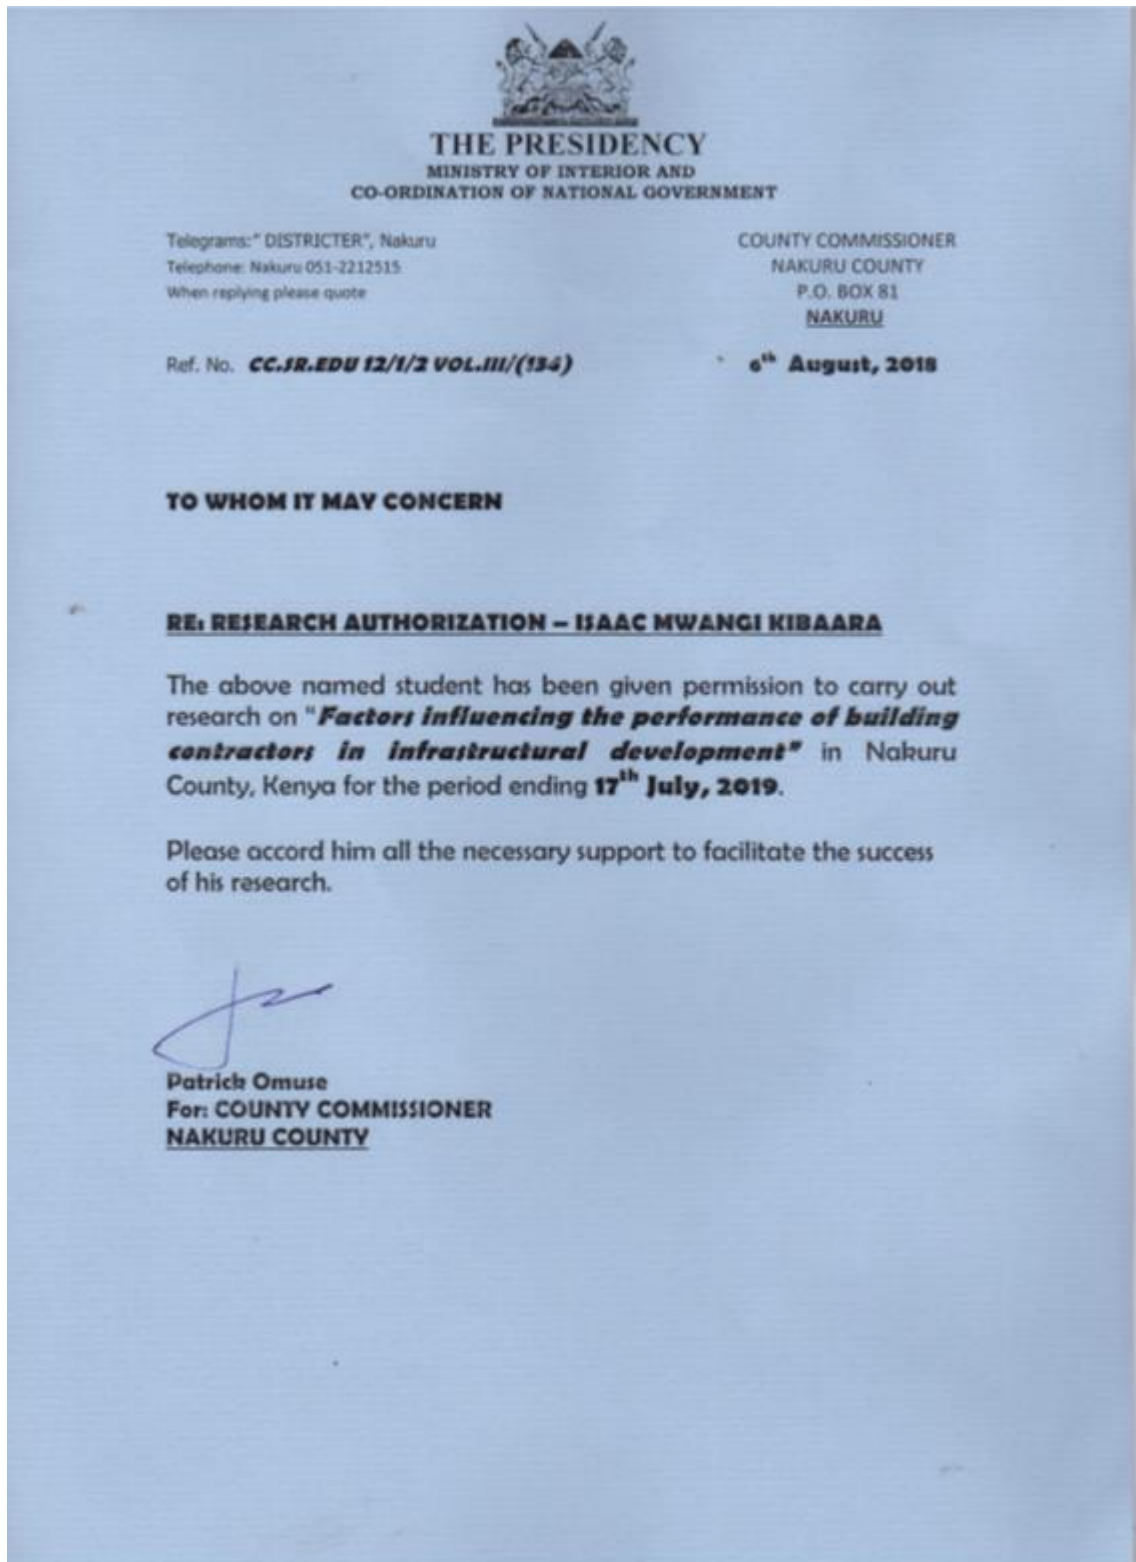 THE PRESIDENCY
MINISTRY OF INTERIOR AND
CO-ORDINATION OF NATIONAL GOVERNMENT
Telegrams:" DISTRICTER", Nakuru
Telephone: Nakuru 051-2212515
When replying please quote
COUNTY COMMISSIONER
NAKURU COUNTY
P.O. BOX 81
NAKURU
Ref. No. CC.SR.EDU 12/1/2 VOL.III/(134)
6th August, 2018
TO WHOM IT MAY CONCERN
RE: RESEARCH AUTHORIZATION – ISAAC MWANGI KIBAARA
The above named student has been given permission to carry out
research on "Factors influencing the performance of building
contractors in infrastructural development" in Nakuru
County, Kenya for the period ending 17th July, 2019.
Please accord him all the necessary support to facilitate the success
of his research.
Patrick Omuse
For: COUNTY COMMISSIONER
NAKURU COUNTY